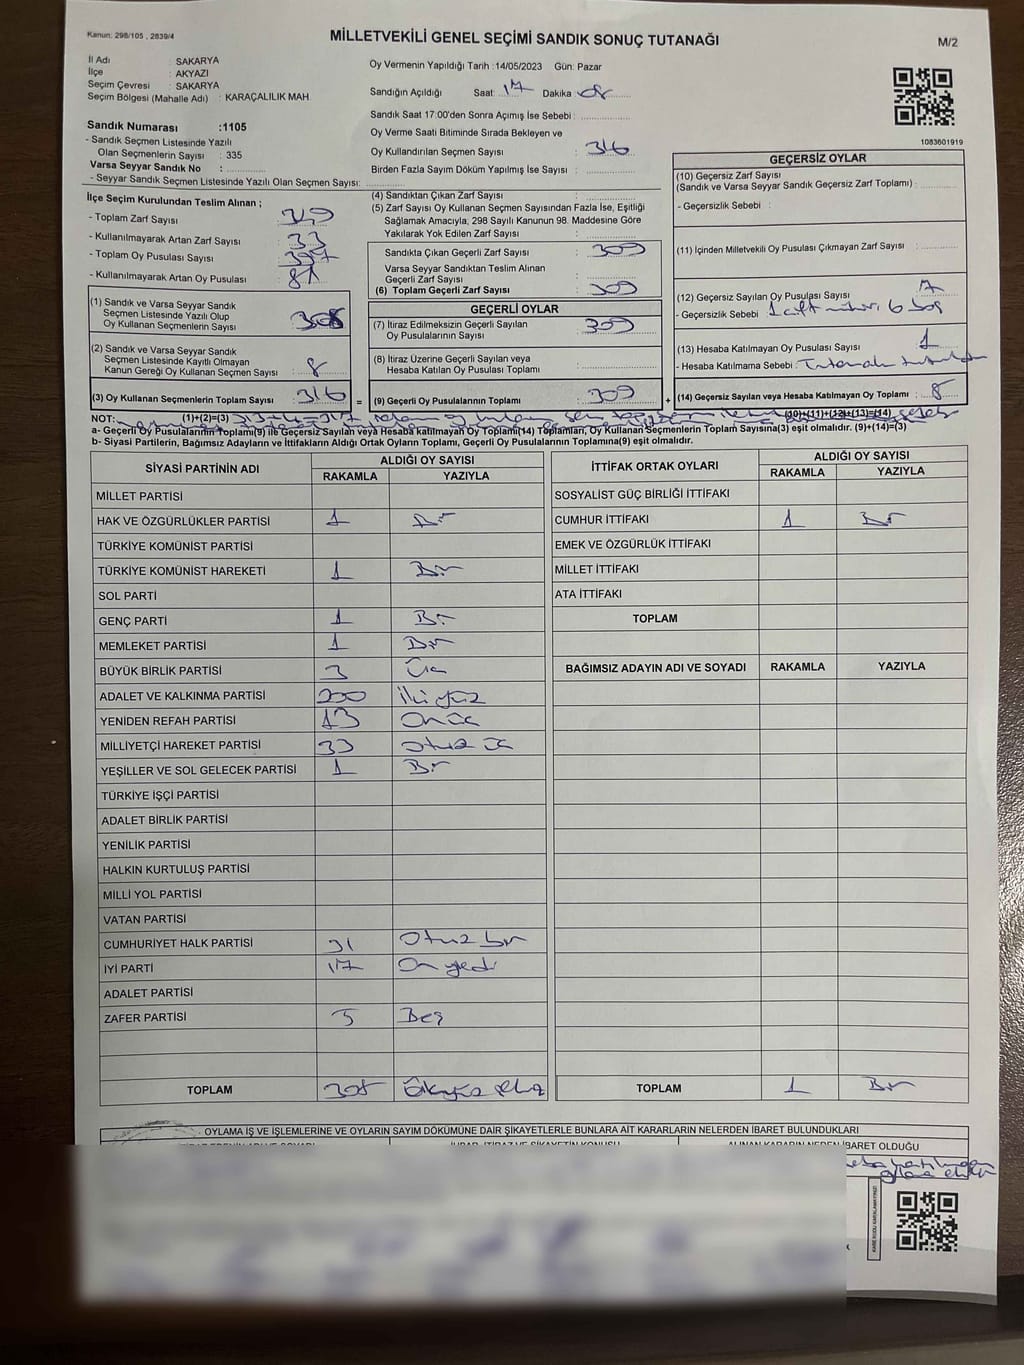 Kanun: 298/105 , 2839/4
MİLLETVEKİLİ GENEL SEÇİMİ SANDIK SONUÇ TUTANAĞI
M/2
İl Adı : SAKARYA
İlçe : AKYAZI
Seçim Çevresi : SAKARYA
Seçim Bölgesi (Mahalle Adı) : KARAÇALILIK MAH.
Oy Vermenin Yapıldığı Tarih :14/05/2023 Gün: Pazar
Sandığın Açıldığı Saat: 17 Dakika 08
Sandık Saat 17:00'den Sonra Açımış İse Sebebi :
Oy Verme Saati Bitiminde Sırada Bekleyen ve
Oy Kullandırılan Seçmen Sayısı : 316
Birden Fazla Sayım Döküm Yapılmış İse Sayısı :
1083601919
Sandık Numarası :1105
- Sandık Seçmen Listesinde Yazılı
Olan Seçmenlerin Sayısı : 335
Varsa Seyyar Sandık No :
- Seyyar Sandık Seçmen Listesinde Yazılı Olan Seçmen Sayısı:
İlçe Seçim Kurulundan Teslim Alınan ;
- Toplam Zarf Sayısı : 349
- Kullanılmayarak Artan Zarf Sayısı : 33
- Toplam Oy Pusulası Sayısı : 397
- Kullanılmayarak Artan Oy Pusulası : 81
(1) Sandık ve Varsa Seyyar Sandık
Seçmen Listesinde Yazılı Olup
Oy Kullanan Seçmenlerin Sayısı : 308
(2) Sandık ve Varsa Seyyar Sandık
Seçmen Listesinde Kayıtlı Olmayan
Kanun Gereği Oy Kullanan Seçmen Sayısı : 8
(3) Oy Kullanan Seçmenlerin Toplam Sayısı : 316 =
(4) Sandıktan Çıkan Zarf Sayısı :
(5) Zarf Sayısı Oy Kullanan Seçmen Sayısından Fazla İse, Eşitliği
Sağlamak Amacıyla, 298 Sayılı Kanunun 98. Maddesine Göre
Yakılarak Yok Edilen Zarf Sayısı :
Sandıkta Çıkan Geçerli Zarf Sayısı : 309
Varsa Seyyar Sandıktan Teslim Alınan
Geçerli Zarf Sayısı :
(6) Toplam Geçerli Zarf Sayısı : 309
GEÇERLİ OYLAR
(7) İtiraz Edilmeksizin Geçerli Sayılan
Oy Pusulalarının Sayısı : 309
(8) İtiraz Üzerine Geçerli Sayılan veya
Hesaba Katılan Oy Pusulası Toplamı :
(9) Geçerli Oy Pusulalarının Toplamı : 309 +
GEÇERSİZ OYLAR
(10) Geçersiz Zarf Sayısı
(Sandık ve Varsa Seyyar Sandık Geçersiz Zarf Toplamı) :
- Geçersizlik Sebebi :
(11) İçinden Milletvekili Oy Pusulası Çıkmayan Zarf Sayısı :
(12) Geçersiz Sayılan Oy Pusulası Sayısı : 7
- Geçersizlik Sebebi : 1 çift mühür 6 boş
(13) Hesaba Katılmayan Oy Pusulası Sayısı : 1
- Hesaba Katılmama Sebebi : Tutanak tutuldu
(14) Geçersiz Sayılan veya Hesaba Katılmayan Oy Toplamı : 8
NOT: (1)+(2)=(3) (10)+(11)+(12)+(13)=(14)
a- Geçerli Oy Pusulalarının Toplamı(9) ile Geçersiz Sayılan veya Hesaba Katılmayan Oy Toplamı(14) Toplamları, Oy Kullanan Seçmenlerin Toplam Sayısına(3) eşit olmalıdır. (9)+(14)=(3)
b- Siyasi Partilerin, Bağımsız Adayların ve İttifakların Aldığı Ortak Oyların Toplamı, Geçerli Oy Pusulalarının Toplamına(9) eşit olmalıdır.
SİYASİ PARTİNİN ADI ALDIĞI OY SAYISI
RAKAMLA YAZIYLA
MİLLET PARTİSİ
HAK VE ÖZGÜRLÜKLER PARTİSİ 1 Bir
TÜRKİYE KOMÜNİST PARTİSİ
TÜRKİYE KOMÜNİST HAREKETİ 1 Bir
SOL PARTİ
GENÇ PARTİ 1 Bir
MEMLEKET PARTİSİ 1 Bir
BÜYÜK BİRLİK PARTİSİ 3 Üç
ADALET VE KALKINMA PARTİSİ 200 İki yüz
YENİDEN REFAH PARTİSİ 13 On üç
MİLLİYETÇİ HAREKET PARTİSİ 33 Otuz üç
YEŞİLLER VE SOL GELECEK PARTİSİ 1 Bir
TÜRKİYE İŞÇİ PARTİSİ
ADALET BİRLİK PARTİSİ
YENİLİK PARTİSİ
HALKIN KURTULUŞ PARTİSİ
MİLLİ YOL PARTİSİ
VATAN PARTİSİ
CUMHURİYET HALK PARTİSİ 31 Otuz bir
İYİ PARTİ 17 On yedi
ADALET PARTİSİ
ZAFER PARTİSİ 5 Beş
TOPLAM 308
İTTİFAK ORTAK OYLARI ALDIĞI OY SAYISI
RAKAMLA YAZIYLA
SOSYALİST GÜÇ BİRLİĞİ İTTİFAKI
CUMHUR İTTİFAKI 1 Bir
EMEK VE ÖZGÜRLÜK İTTİFAKI
MİLLET İTTİFAKI
ATA İTTİFAKI
TOPLAM
BAĞIMSIZ ADAYIN ADI VE SOYADI RAKAMLA YAZIYLA
TOPLAM 1 Bir
OYLAMA İŞ VE İŞLEMLERİNE VE OYLARIN SAYIM DÖKÜMÜNE DAİR ŞİKAYETLERLE BUNLARA AİT KARARLARIN NELERDEN İBARET BULUNDUKLARI
ALINAN KARARIN NEDEN İBARET OLDUĞU